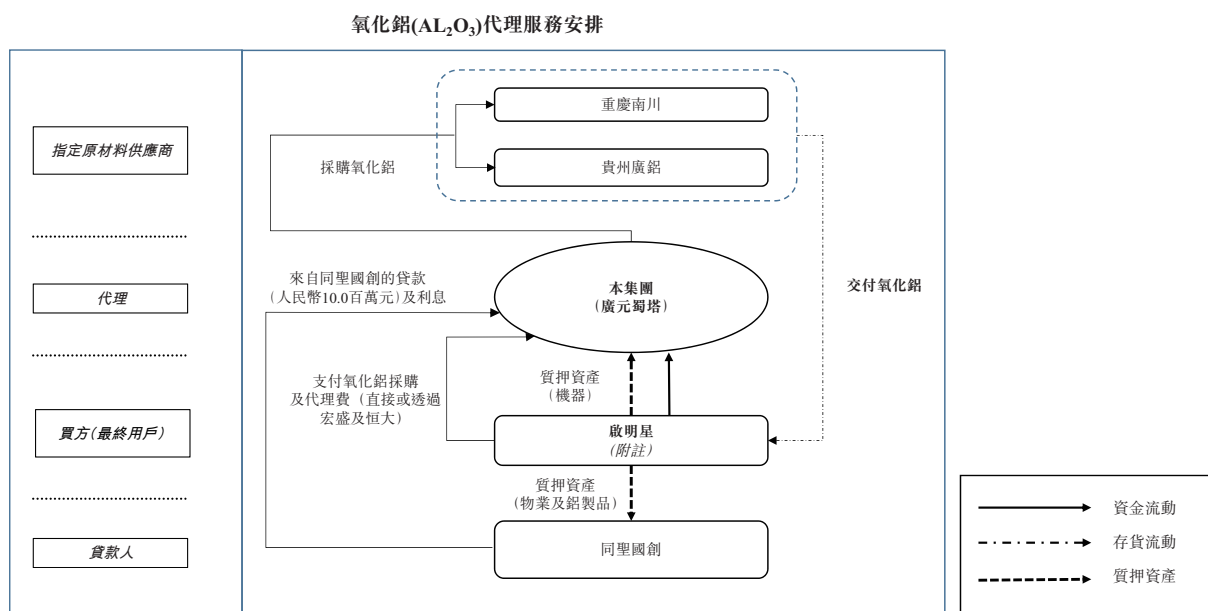 氧化鋁(AL₂O₃)代理服務安排
指定原材料供應商
代理
買方(最終用戶)
貸款人
重慶南川
貴州廣鋁
採購氧化鋁
來自同聖國創的貸款
(人民幣10.0百萬元)及利息
本集團
(廣元蜀塔)
交付氧化鋁
支付氧化鋁採購
及代理費(直接或透過
宏盛及恒大)
質押資產
(機器)
啟明星
(附註)
質押資產
(物業及鋁製品)
同聖國創
資金流動
存貨流動
質押資產